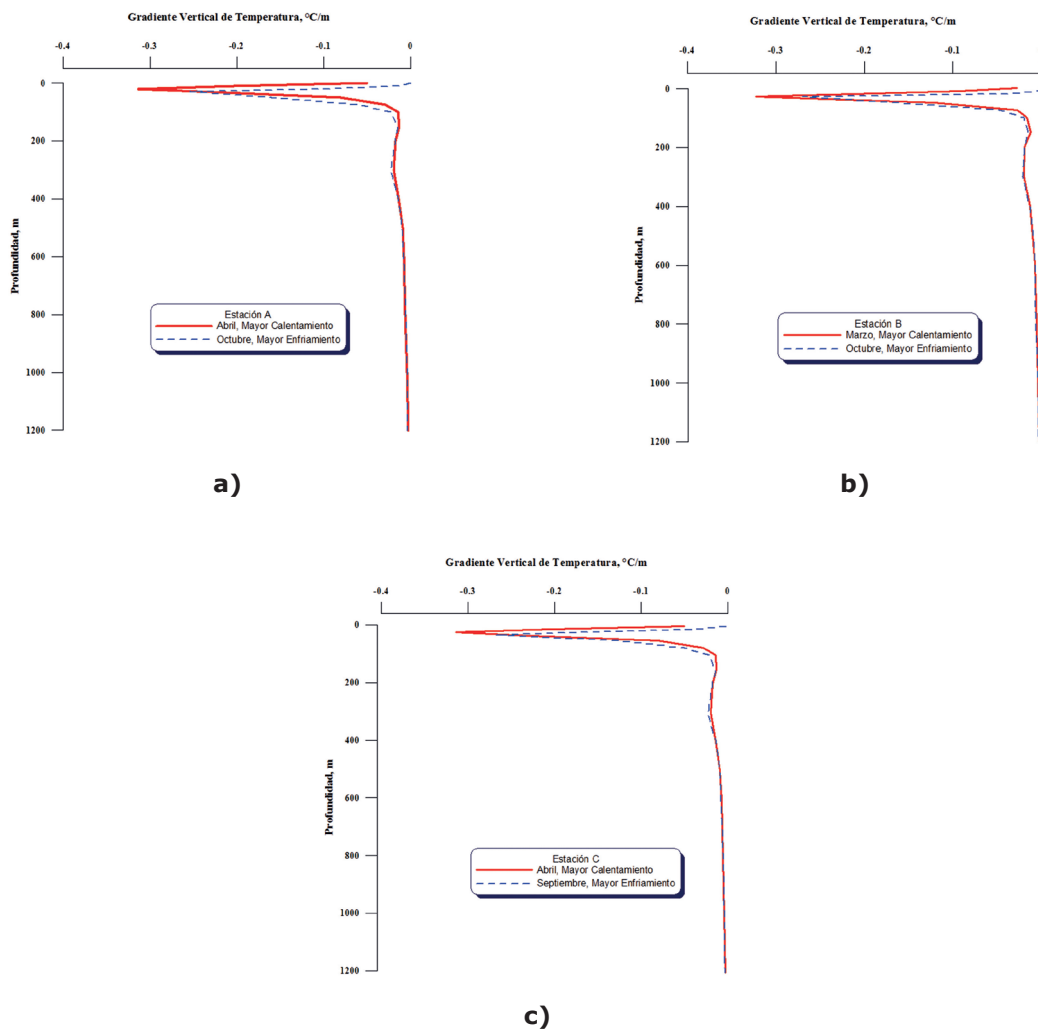 Gradiente Vertical de Temperatura, °C/m
-0.4 -0.3 -0.2 -0.1 0
0
200
400
600
800
1000
1200
Profundidad, m
Estación A
Abril, Mayor Calentamiento
Octubre, Mayor Enfriamiento
a)
Gradiente Vertical de Temperatura, °C/m
-0.4 -0.3 -0.2 -0.1
0
200
400
600
800
1000
1200
Profundidad, m
Estación B
Marzo, Mayor Calentamiento
Octubre, Mayor Enfriamiento
b)
Gradiente Vertical de Temperatura, °C/m
-0.4 -0.3 -0.2 -0.1 0
0
200
400
600
800
1000
1200
Profundidad, m
Estación C
Abril, Mayor Calentamiento
Septiembre, Mayor Enfriamiento
c)